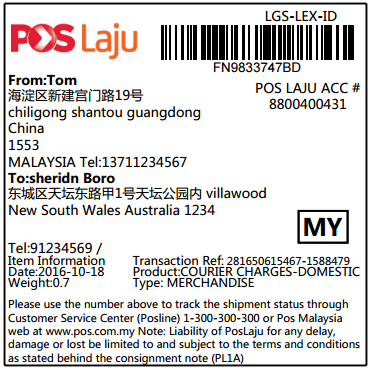 POS Laju
LGS-LEX-ID
FN9833747BD
From:Tom
海淀区新建宫门路19号
chiligong shantou guangdong
China
1553
MALAYSIA Tel:13711234567
POS LAJU ACC #
8800400431
To:sheridn Boro
东城区天坛东路甲1号天坛公园内 villawood
New South Wales Australia 1234
MY
Tel:91234569 /
Item Information
Date:2016-10-18
Weight:0.7
Transaction Ref: 281650615467-1588479
Product:COURIER CHARGES-DOMESTIC
Type: MERCHANDISE
Please use the number above to track the shipment status through
Customer Service Center (Posline) 1-300-300-300 or Pos Malaysia
web at www.pos.com.my Note: Liability of PosLaju for any delay,
damage or lost be limited to and subject to the terms and conditions
as stated behind the consignment note (PL1A)